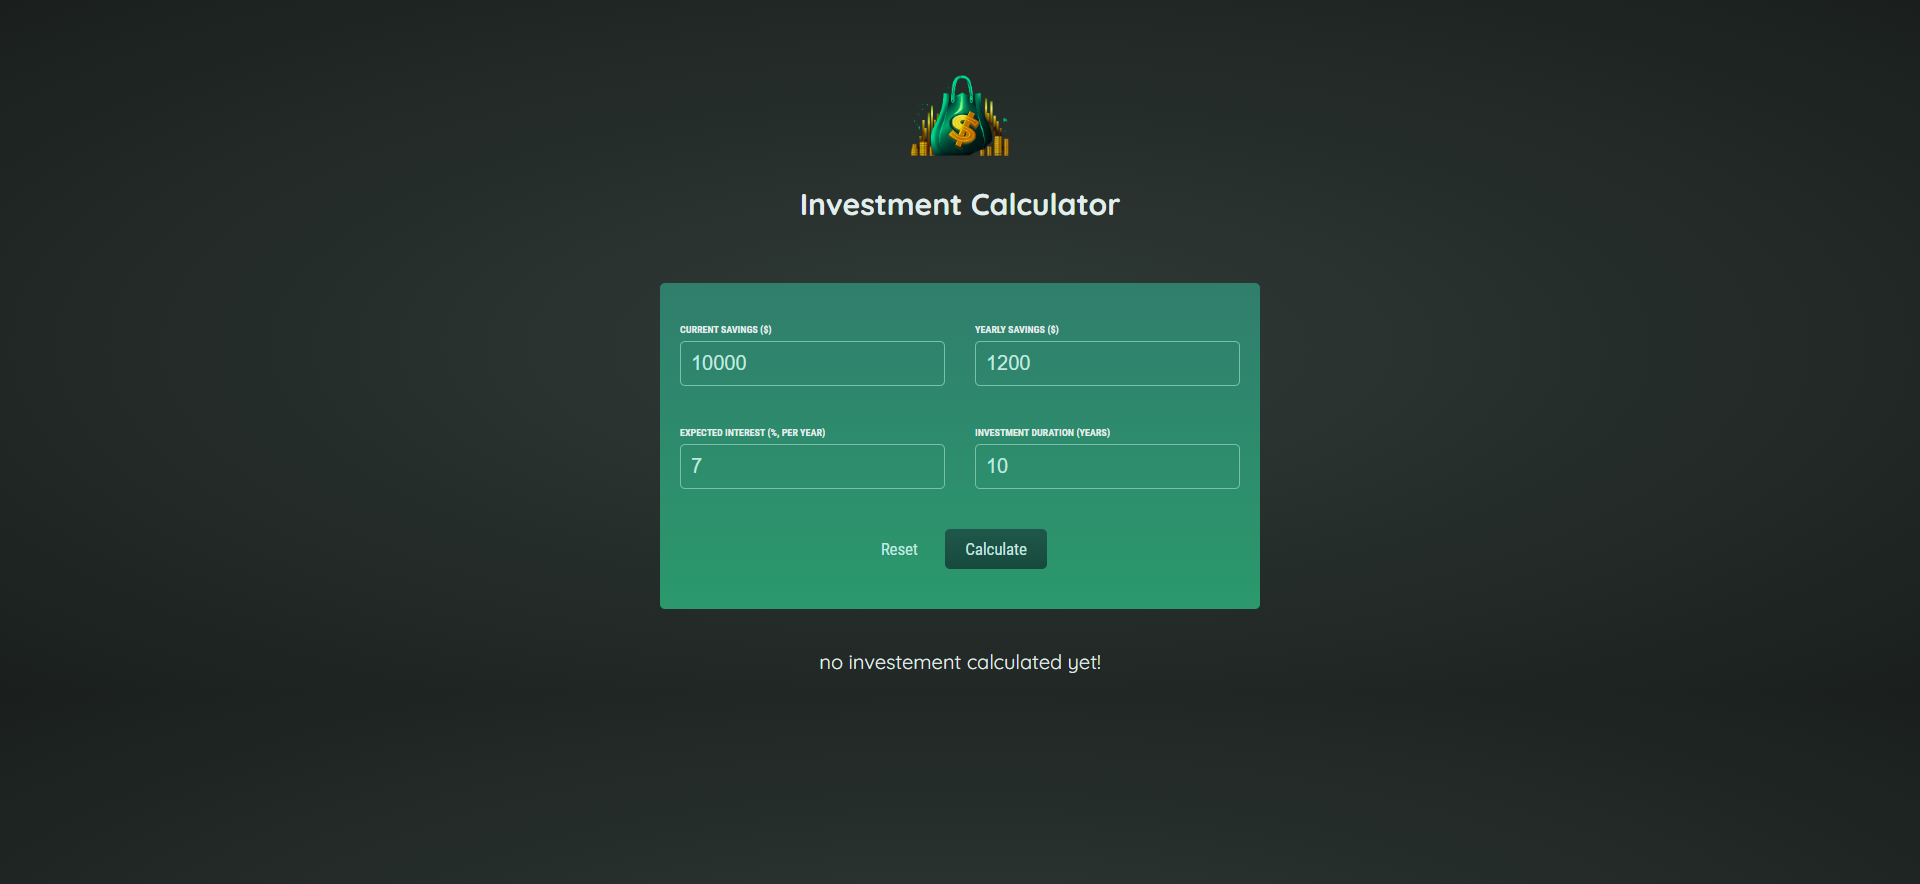 $
Investment Calculator
CURRENT SAVINGS ($)
YEARLY SAVINGS ($)
10000
1200
EXPECTED INTEREST (%, PER YEAR)
INVESTMENT DURATION (YEARS)
7
10
Reset
Calculate
no investement calculated yet!